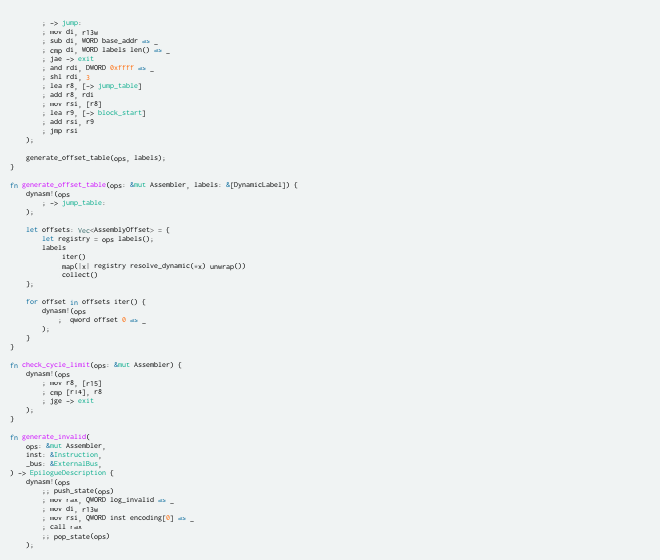 ; -> jump:
; mov di, r13w
; sub di, WORD base_addr as _
; cmp di, WORD labels len() as _
; jae -> exit
; and rdi, DWORD 0xffff as _
; shl rdi, 3
; lea r8, [-> jump_table]
; add r8, rdi
; mov rsi, [r8]
; lea r9, [-> block_start]
; add rsi, r9
; jmp rsi
);
generate_offset_table(ops, labels);
}
fn generate_offset_table(ops: &mut Assembler, labels: &[DynamicLabel]) {
dynasm!(ops
; -> jump_table:
);
let offsets: Vec<AssemblyOffset> = {
let registry = ops labels();
labels
iter()
map(|x| registry resolve_dynamic(*x) unwrap())
collect()
};
for offset in offsets iter() {
dynasm!(ops
; qword offset 0 as _
);
}
}
fn check_cycle_limit(ops: &mut Assembler) {
dynasm!(ops
; mov r8, [r15]
; cmp [r14], r8
; jge -> exit
);
}
fn generate_invalid(
ops: &mut Assembler,
inst: &Instruction,
_bus: &ExternalBus,
) -> EpilogueDescription {
dynasm!(ops
;; push_state(ops)
; mov rax, QWORD log_invalid as _
; mov di, r13w
; mov rsi, QWORD inst encoding[0] as _
; call rax
;; pop_state(ops)
);